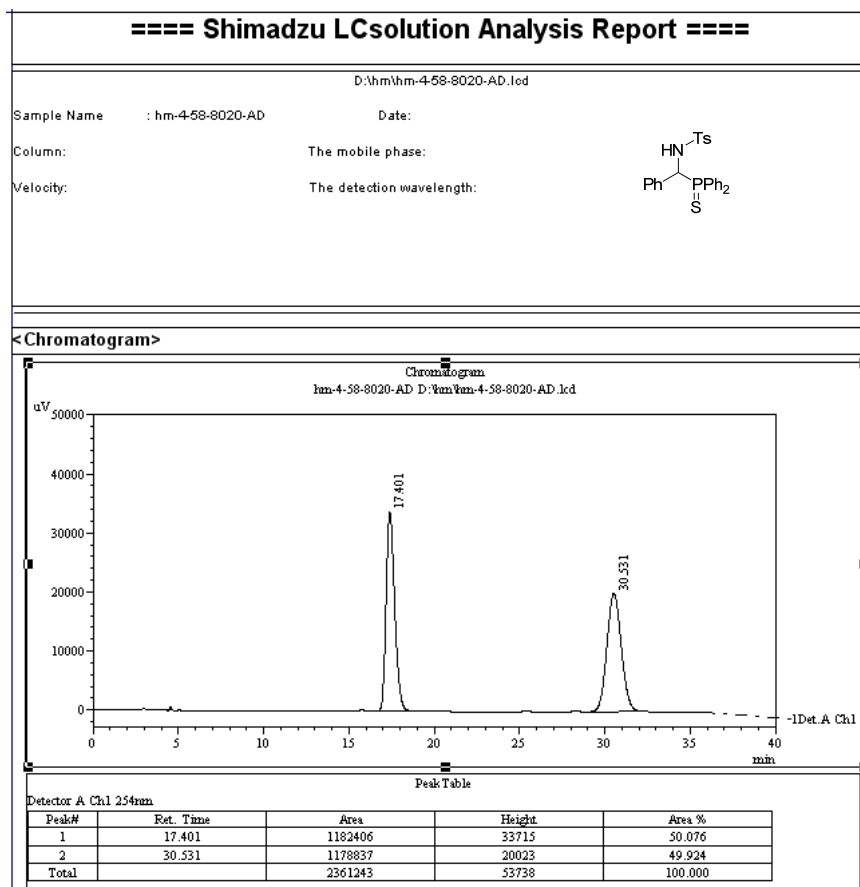 ==== Shimadzu LCsolution Analysis Report ====
D:\hm\hm-4-58-8020-AD.lcd
Sample Name : hm-4-58-8020-AD Date:
Column: The mobile phase:
Velocity: The detection wavelength:
HN Ts
Ph PPh2
S
<Chromatogram>
Chromatogram
hm-4-58-8020-AD D:\hm\hm-4-58-8020-AD.lcd
uV
50000
40000
30000
20000
10000
0
17.401
30.531
-1Det.A Ch1
0 5 10 15 20 25 30 35 40
min
PeakTable
Detector A Ch1 254nm
Peak# Ret. Time Area Height Area %
1 17.401 1182406 33715 50.076
2 30.531 1178837 20023 49.924
Total 2361243 53738 100.000